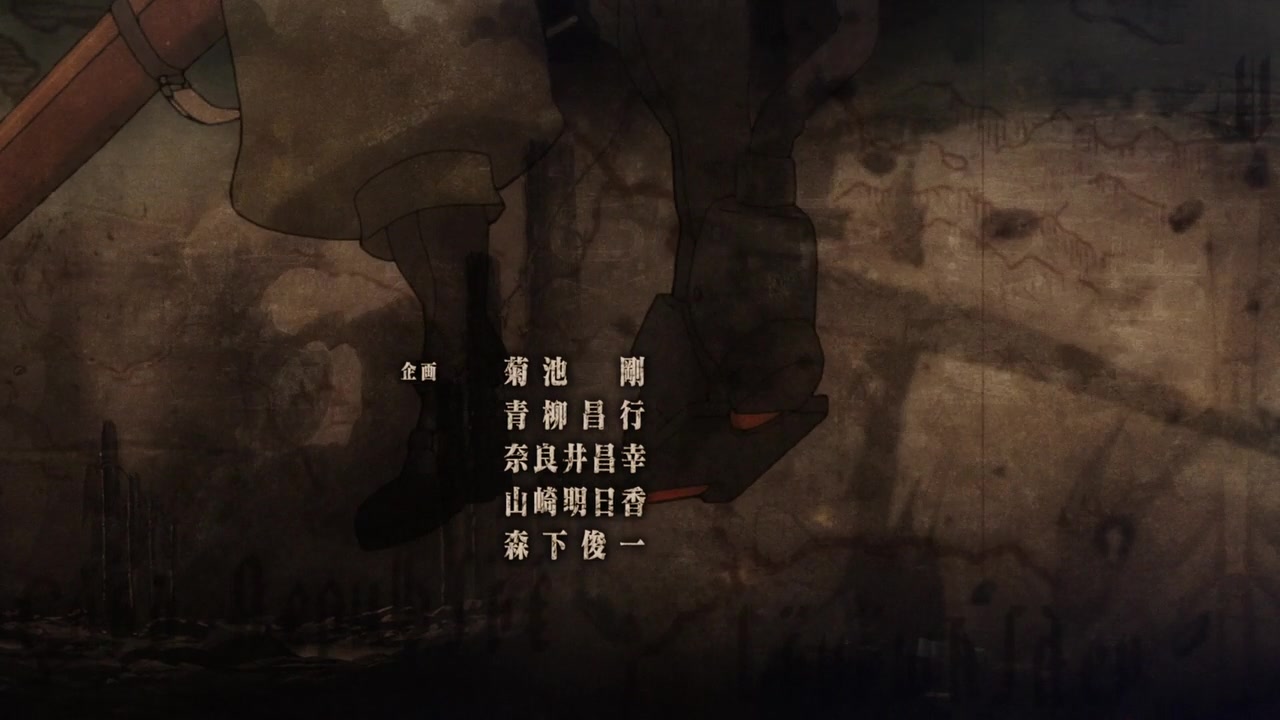 企画 菊池 剛
青柳昌行
奈良井昌幸
山崎明日香
森下俊一